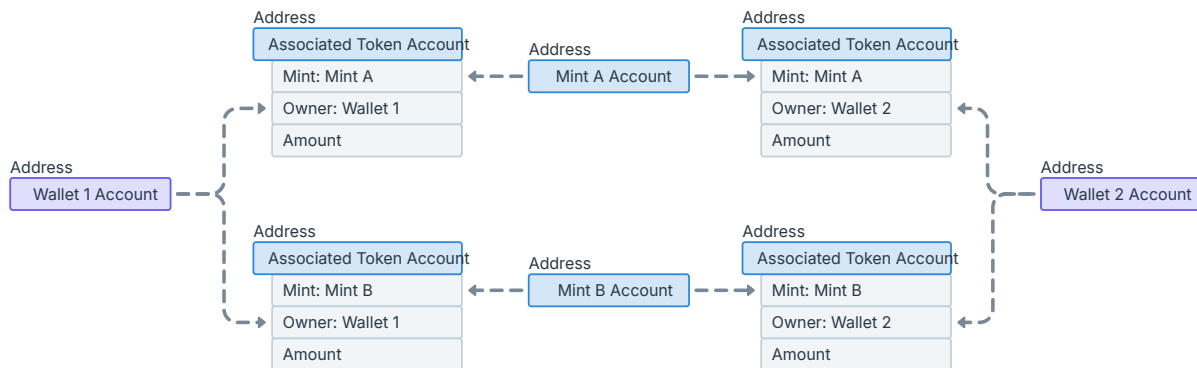 Address
Associated Token Account
Mint: Mint A
Owner: Wallet 1
Amount
Address
Mint A Account
Address
Associated Token Account
Mint: Mint A
Owner: Wallet 2
Amount
Address
Wallet 1 Account
Address
Wallet 2 Account
Address
Associated Token Account
Mint: Mint B
Owner: Wallet 1
Amount
Address
Mint B Account
Address
Associated Token Account
Mint: Mint B
Owner: Wallet 2
Amount